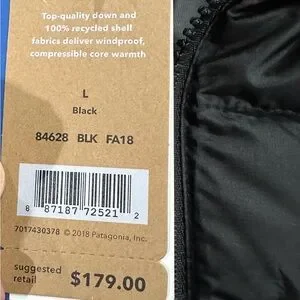 Top-quality down and
100% recycled shell
fabrics deliver windproof,
compressible core warmth
L
Black
84628 BLK FA18
8 87187 72521 2
7017430378 © 2018 Patagonia, Inc.
suggested
retail $179.00